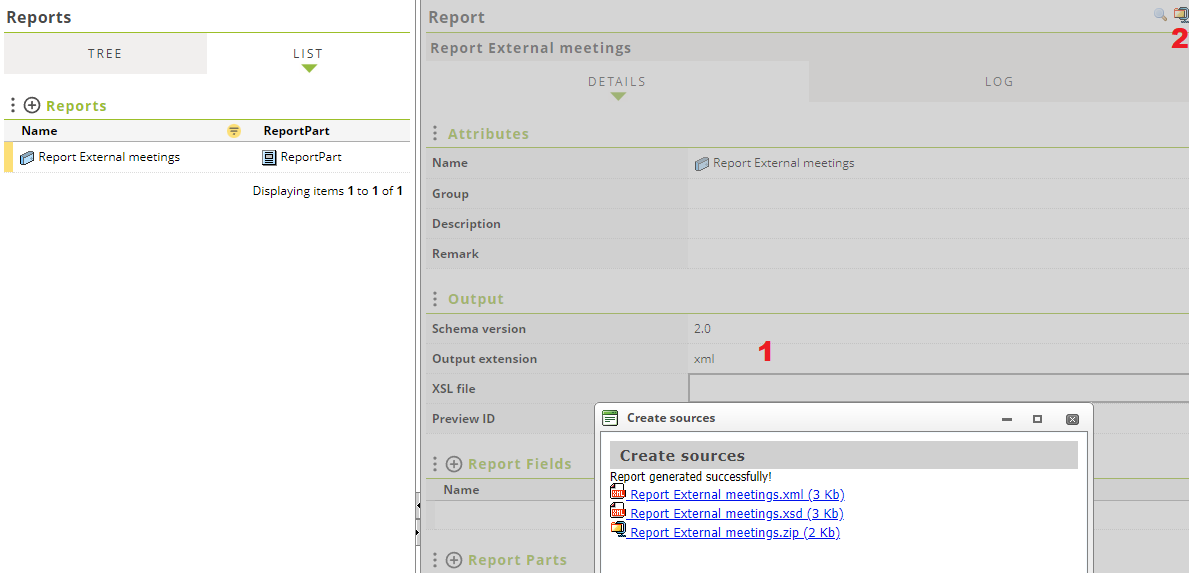 Reports
TREE
LIST
Reports
Name ReportPart
Report External meetings ReportPart
Displaying items 1 to 1 of 1
Report
2
Report External meetings
DETAILS
LOG
Attributes
Name Report External meetings
Group
Description
Remark
Output
Schema version 2.0
Output extension xml
1
XSL file
Preview ID
Report Fields
Name
Report Parts
Create sources
Create sources
Report generated successfully!
Report External meetings.xml (3 Kb)
Report External meetings.xsd (3 Kb)
Report External meetings.zip (2 Kb)